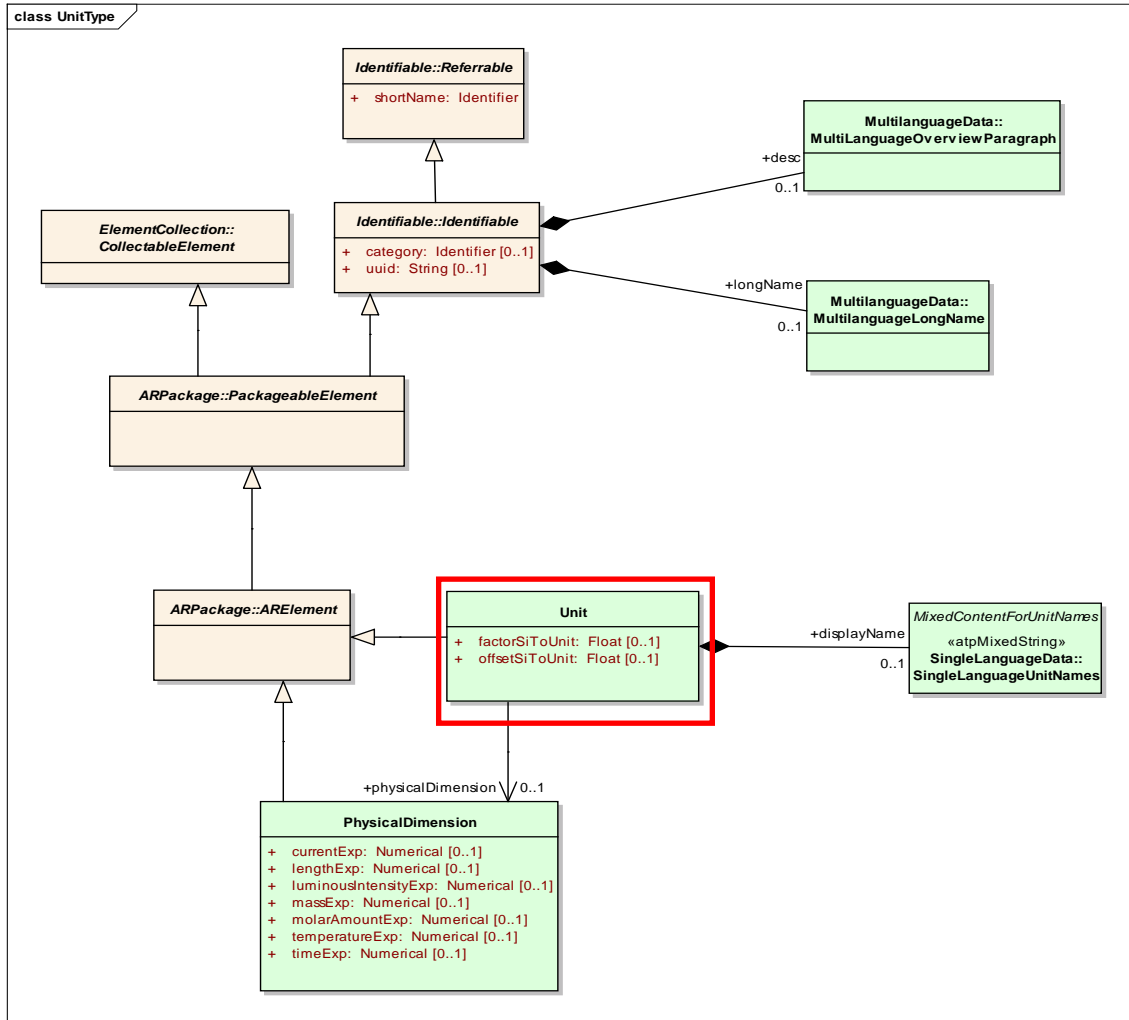 class UnitType
Identifiable::Referrable
+ shortName: Identifier
MultilanguageData::
MultiLanguageOverviewParagraph
+desc
0..1
ElementCollection::
CollectableElement
Identifiable::Identifiable
+ category: Identifier [0..1]
+ uuid: String [0..1]
+longName
0..1
MultilanguageData::
MultilanguageLongName
ARPackage::PackageableElement
ARPackage::ARElement
Unit
+ factorSiToUnit: Float [0..1]
+ offsetSiToUnit: Float [0..1]
+displayName
0..1
MixedContentForUnitNames
«atpMixedString»
SingleLanguageData::
SingleLanguageUnitNames
+physicalDimension
0..1
PhysicalDimension
+ currentExp: Numerical [0..1]
+ lengthExp: Numerical [0..1]
+ luminousIntensityExp: Numerical [0..1]
+ massExp: Numerical [0..1]
+ molarAmountExp: Numerical [0..1]
+ temperatureExp: Numerical [0..1]
+ timeExp: Numerical [0..1]